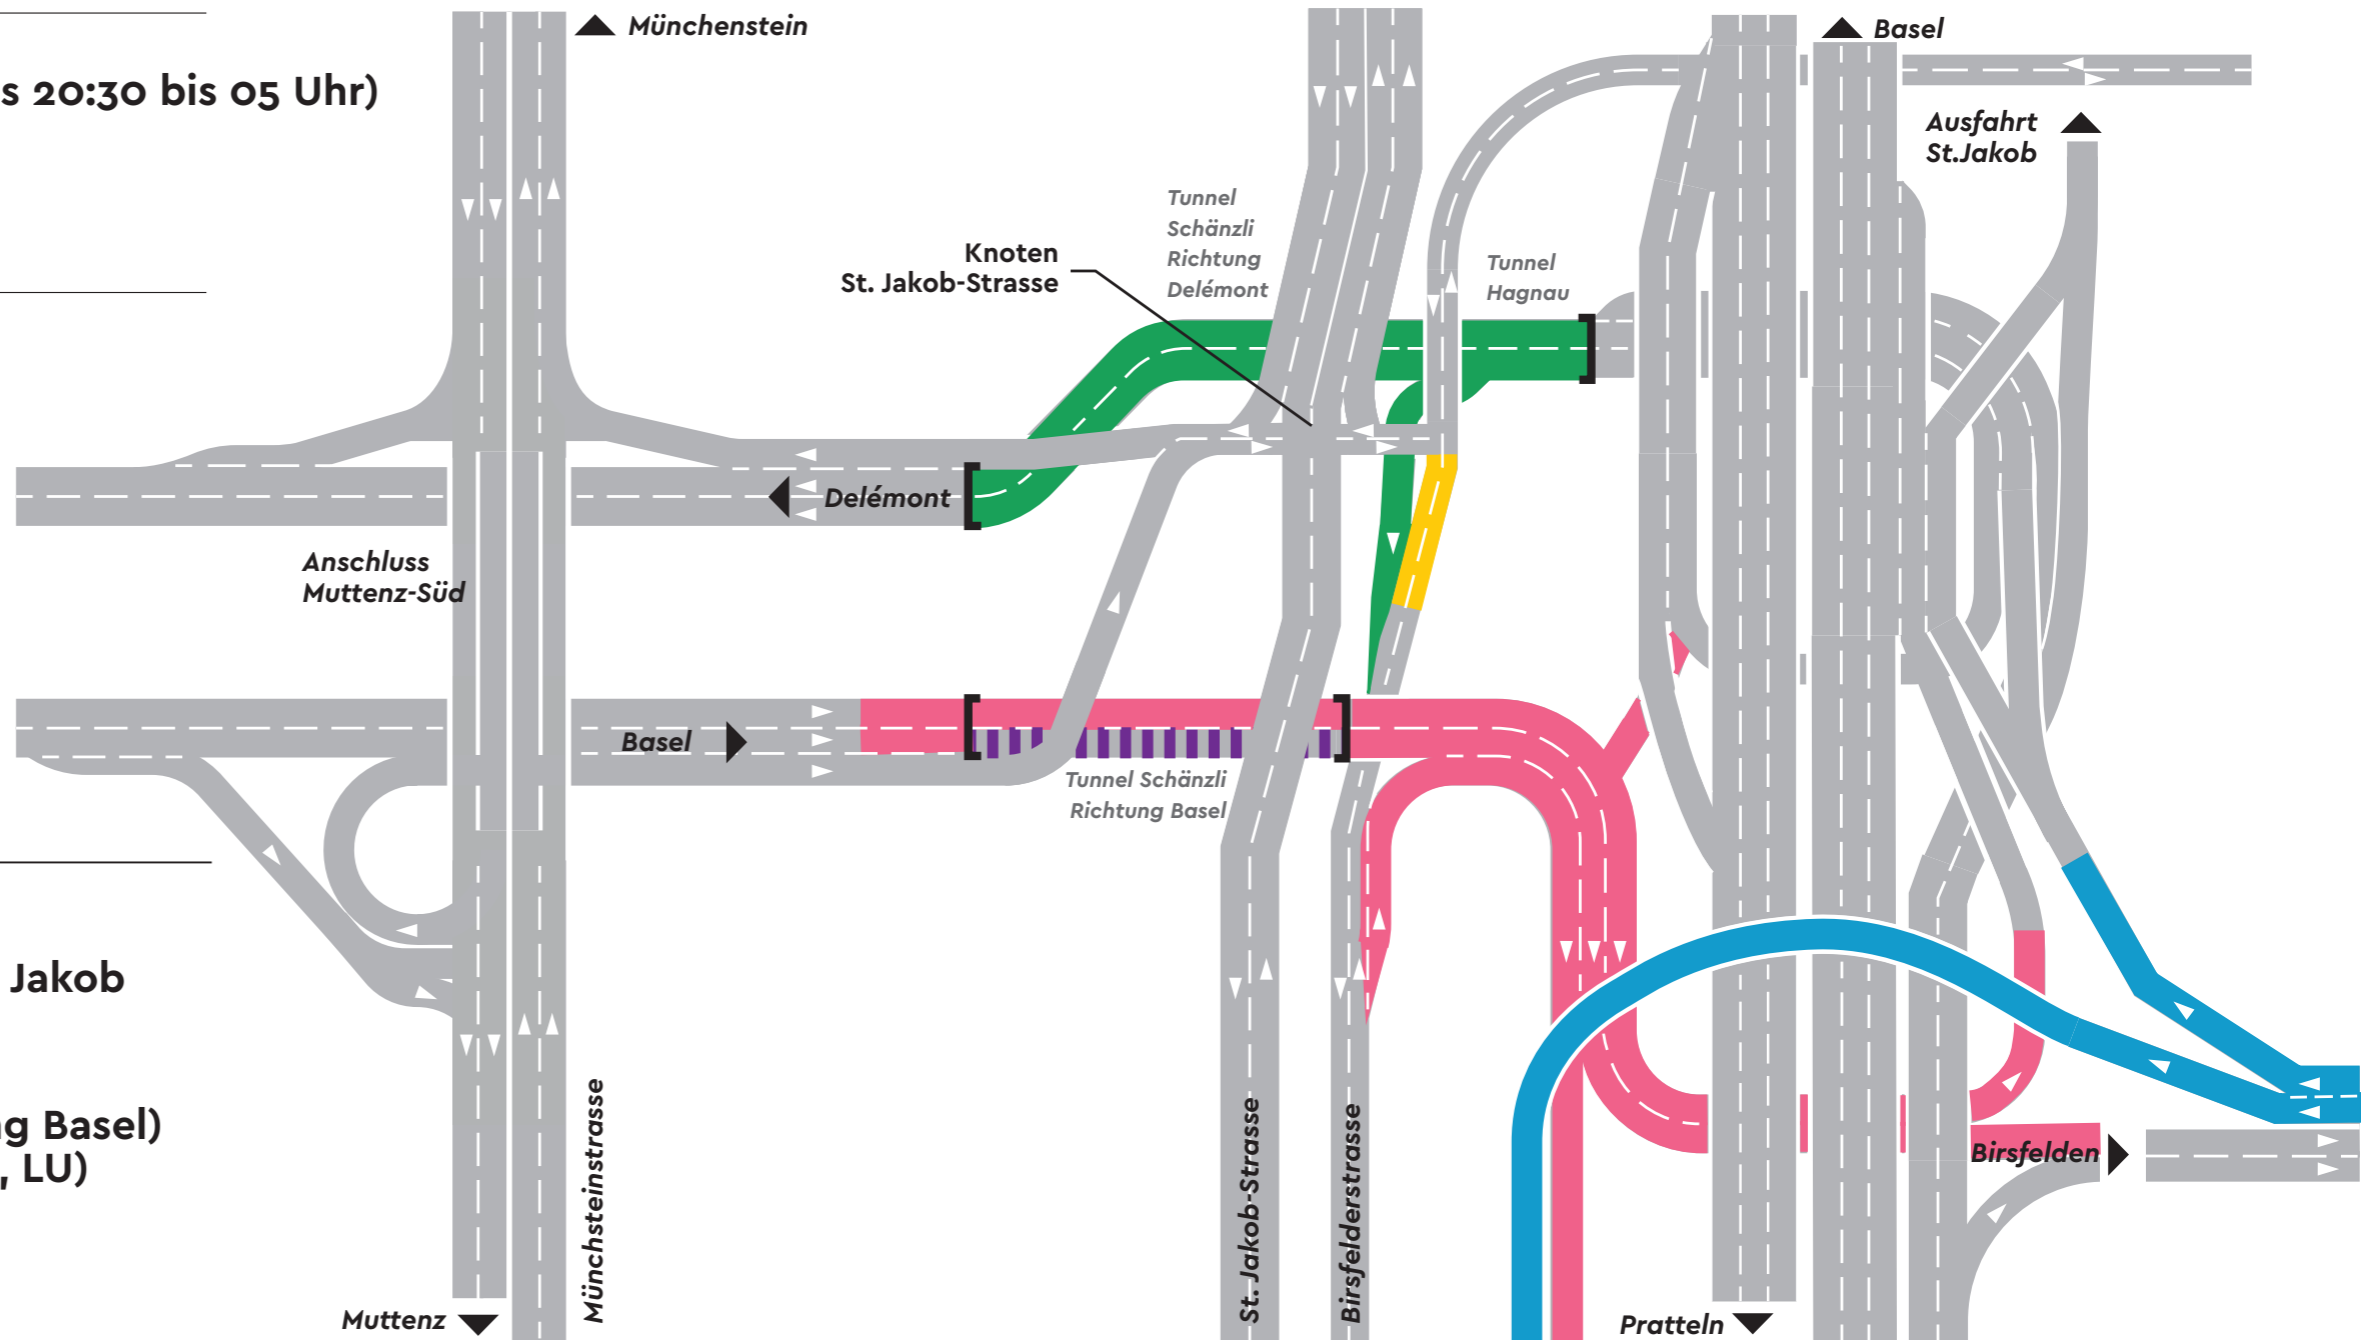 Münchenstein
Basel
s 20:30 bis 05 Uhr)
Ausfahrt
St.Jakob
Tunnel
Schänzli
Richtung
Delémont
Knoten
St. Jakob-Strasse
Tunnel
Hagnau
Delémont
Anschluss
Muttenz-Süd
Basel
Tunnel Schänzli
Richtung Basel
Jakob
g Basel)
, LU)
Münchsteinstrasse
St. Jakob-Strasse
Birsfelderstrasse
Birsfelden
Muttenz
Pratteln